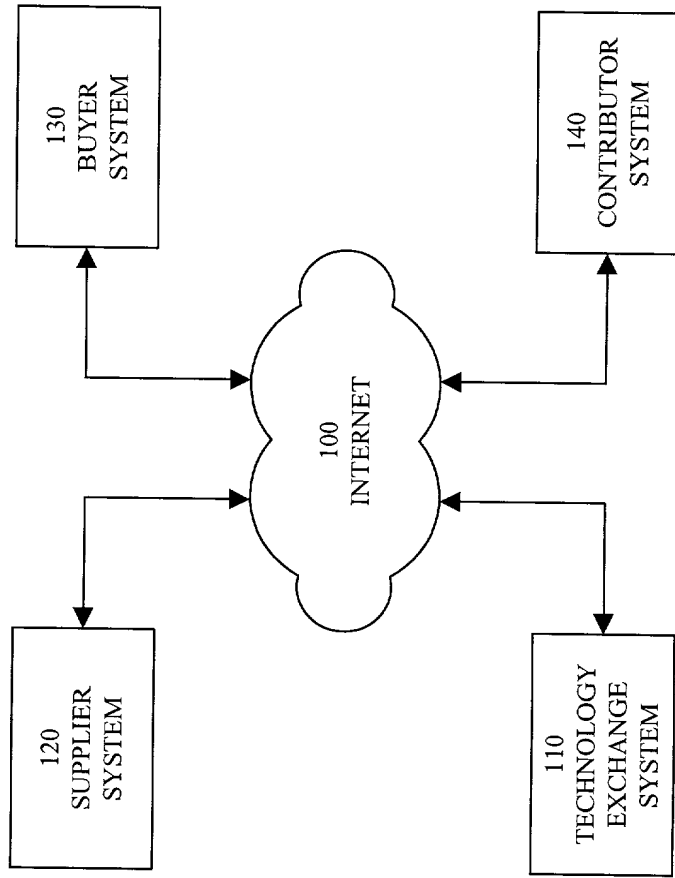 120
SUPPLIER
SYSTEM
130
BUYER
SYSTEM
100
INTERNET
110
TECHNOLOGY
EXCHANGE
SYSTEM
140
CONTRIBUTOR
SYSTEM